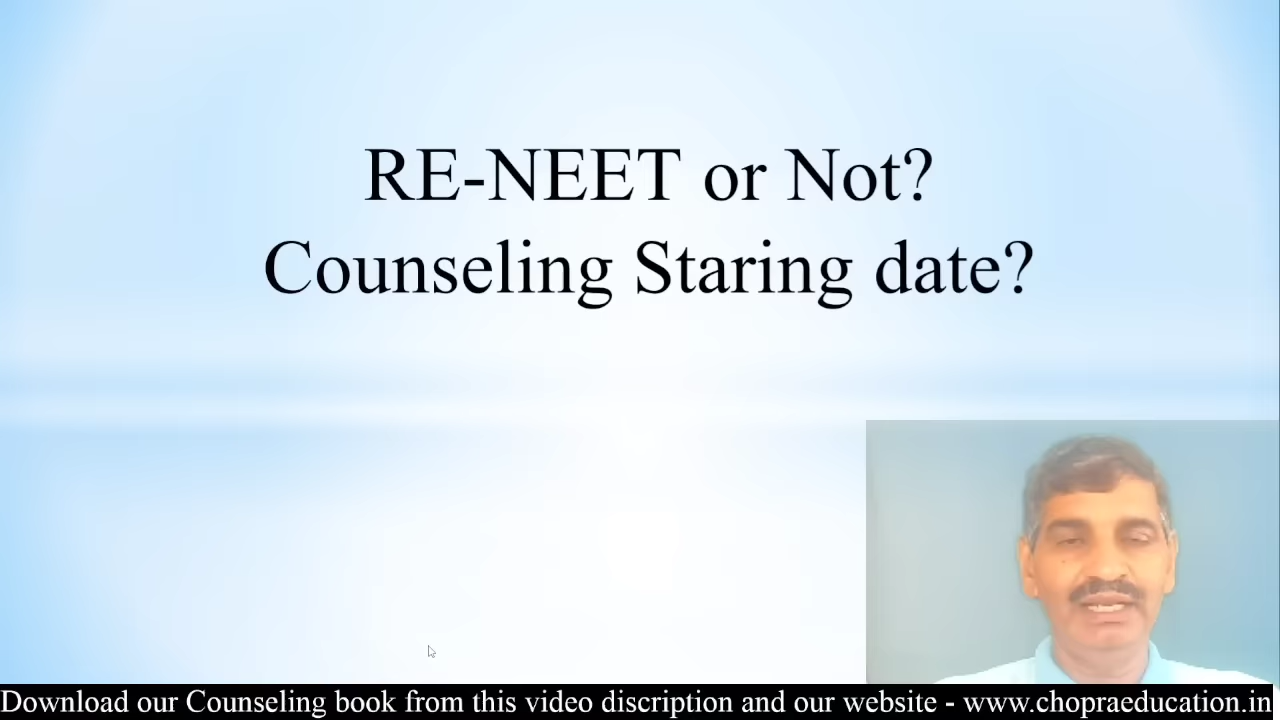 RE-NEET or Not?
Counseling Staring date?
Download our Counseling book from this video discription and our website - www.chopraeducation.in